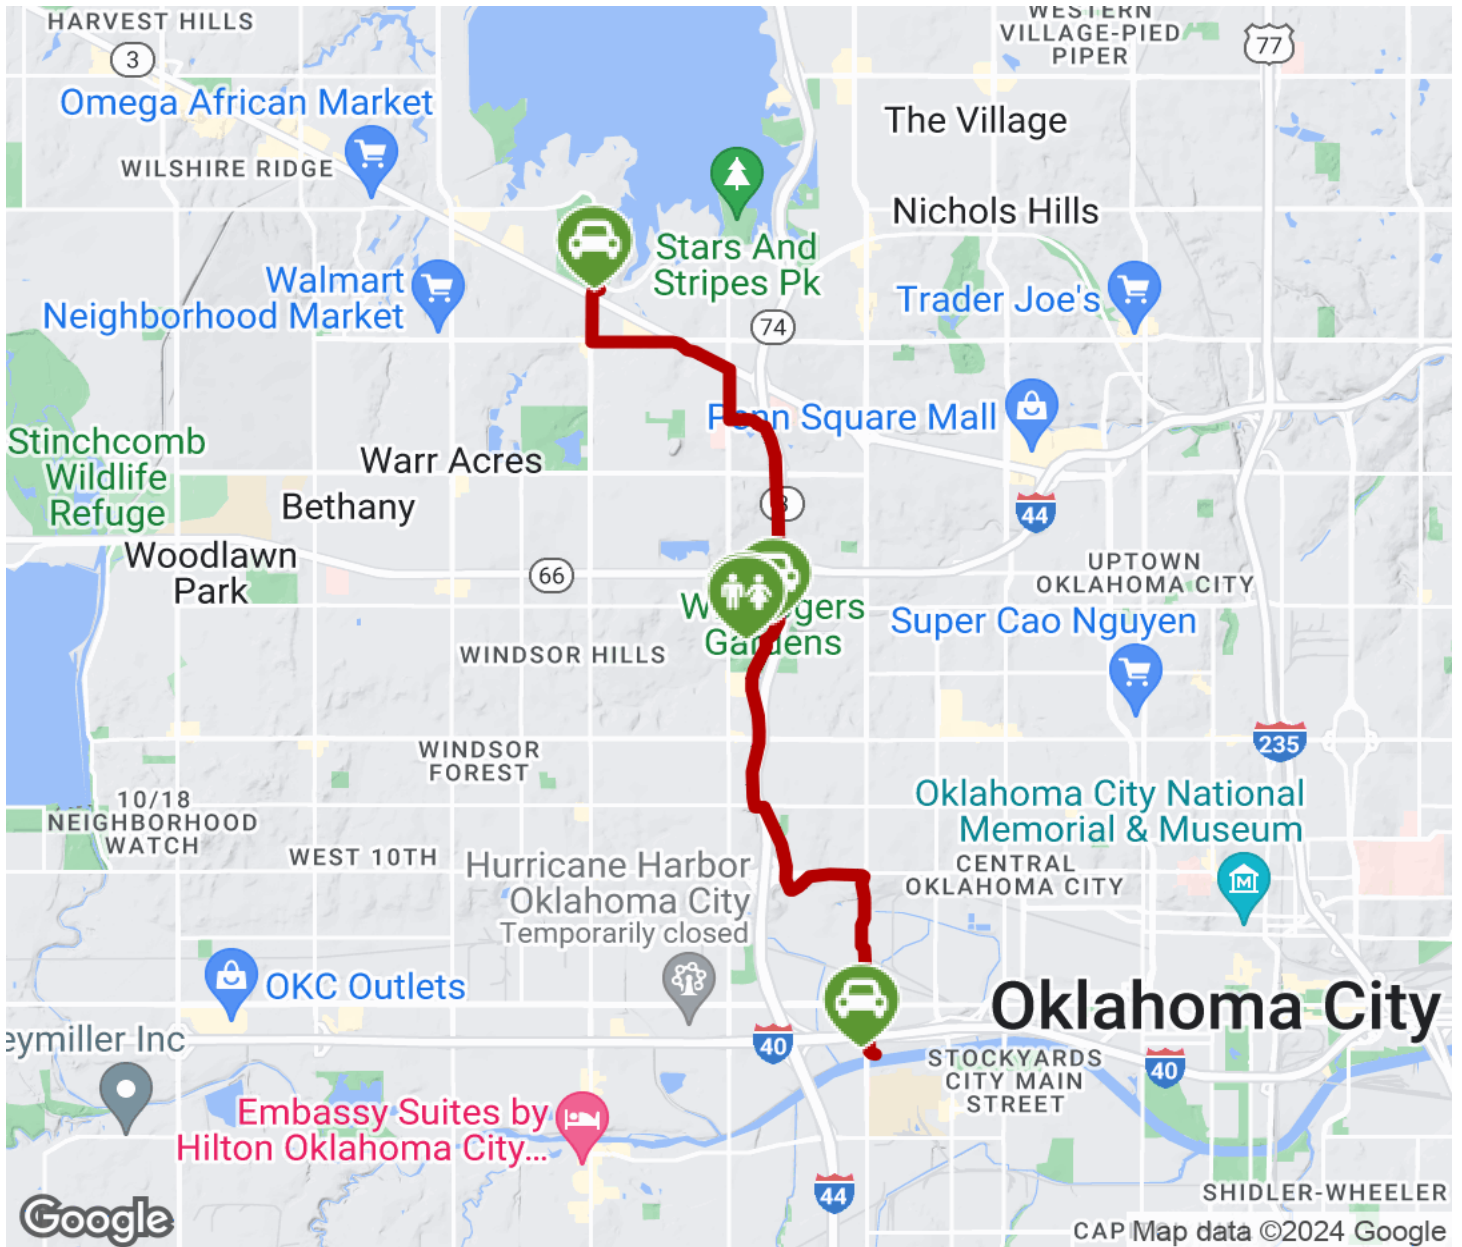 HARVEST HILLS
3
Omega African Market
WILSHIRE RIDGE
WESTERN
VILLAGE-PIED
PIPER
77
The Village
Nichols Hills
Stars And
Stripes Pk
Walmart
Neighborhood Market
Trader Joe's
74
Penn Square Mall
Stinchcomb
Wildlife
Refuge
Warr Acres
Bethany
44
Woodlawn
Park
66
UPTOWN
OKLAHOMA CITY
Gardens
Super Cao Nguyen
WINDSOR HILLS
WINDSOR
FOREST
235
10/18
NEIGHBORHOOD
WATCH
WEST 10TH
Oklahoma City National
Memorial & Museum
Hurricane Harbor
Oklahoma City
Temporarily closed
CENTRAL
OKLAHOMA CITY
OKC Outlets
Oklahoma City
eymiller Inc
40
STOCKYARDS
CITY MAIN
STREET
40
Embassy Suites by
Hilton Oklahoma City...
44
SHIDLER-WHEELER
Google
CAP
Map data ©2024 Google